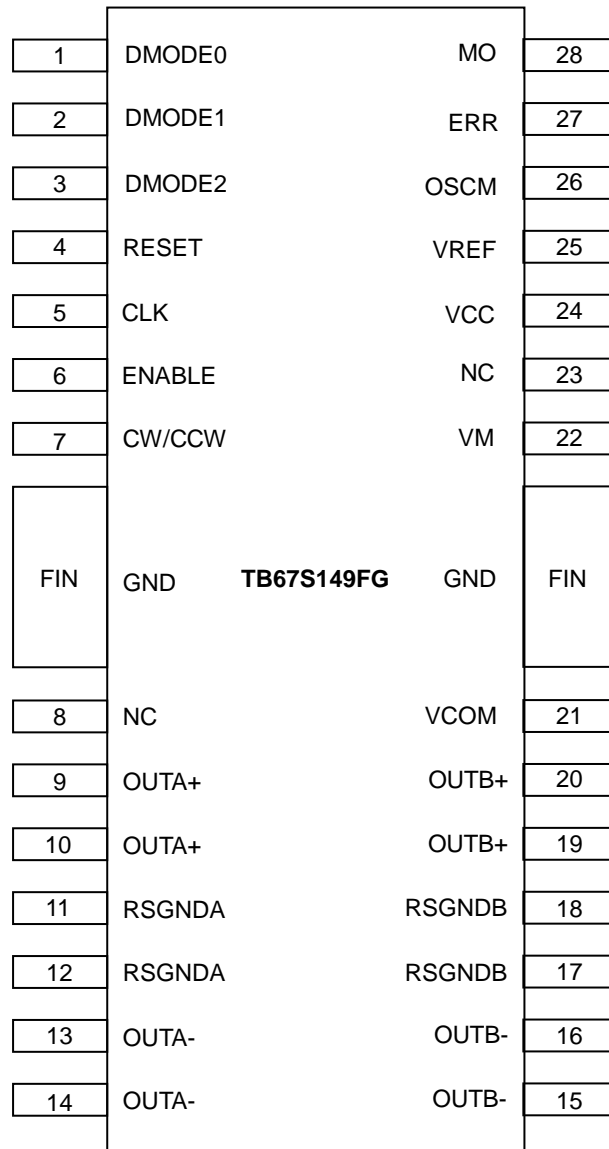 1 DMODE0 MO 28
2 DMODE1 ERR 27
3 DMODE2 OSCM 26
4 RESET VREF 25
5 CLK VCC 24
6 ENABLE NC 23
7 CW/CCW VM 22
FIN GND TB67S149FG GND FIN
8 NC VCOM 21
9 OUTA+ OUTB+ 20
10 OUTA+ OUTB+ 19
11 RSGNDA RSGNDB 18
12 RSGNDA RSGNDB 17
13 OUTA- OUTB- 16
14 OUTA- OUTB- 15